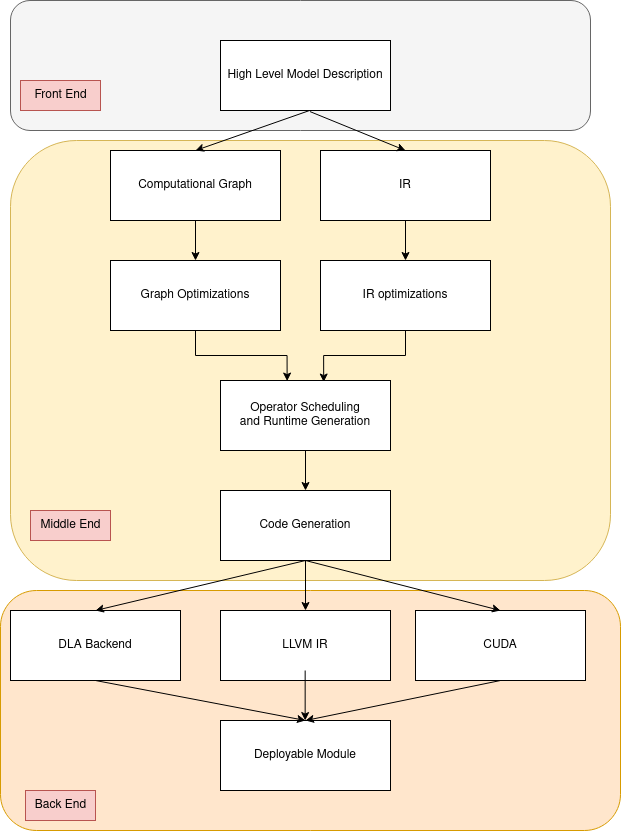 High Level Model Description
Front End
Computational Graph
IR
Graph Optimizations
IR optimizations
Operator Scheduling
and Runtime Generation
Middle End
Code Generation
DLA Backend
LLVM IR
CUDA
Deployable Module
Back End